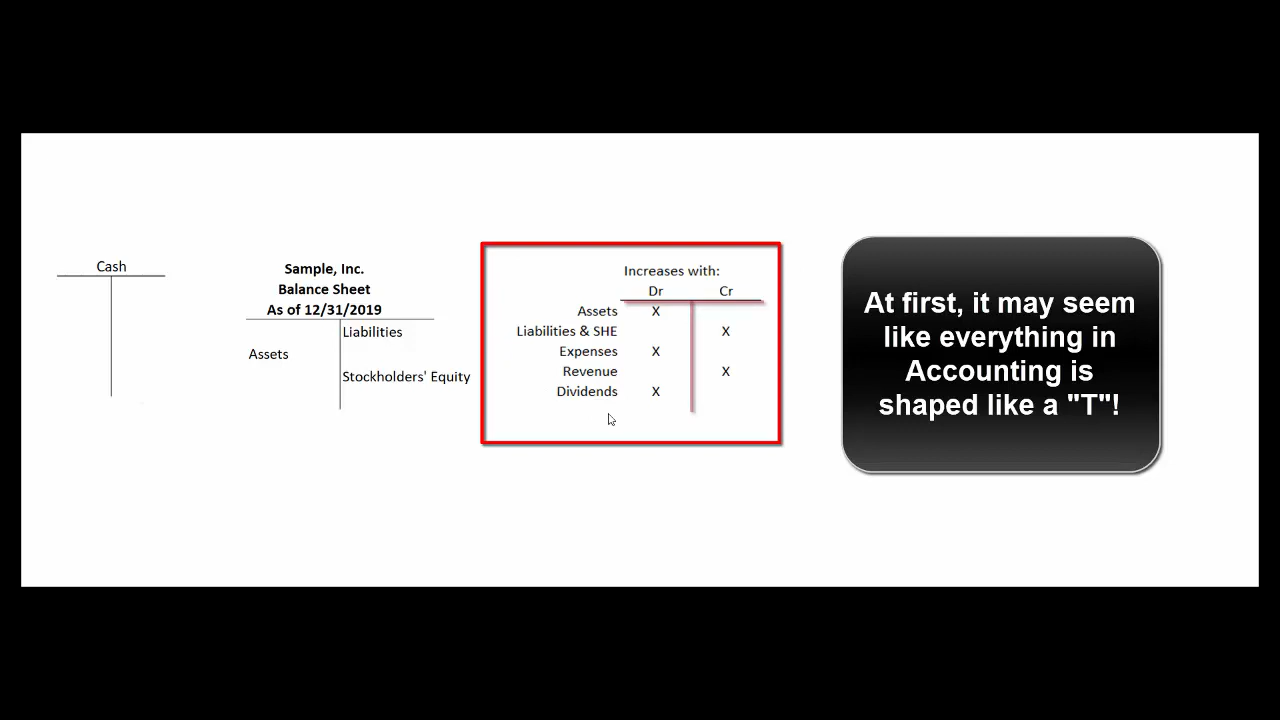 Cash
Sample, Inc.
Balance Sheet
As of 12/31/2019
Liabilities
Assets
Stockholders' Equity
Increases with:
Dr Cr
Assets X
Liabilities & SHE X
Expenses X
Revenue X
Dividends X
At first, it may seem
like everything in
Accounting is
shaped like a "T"!